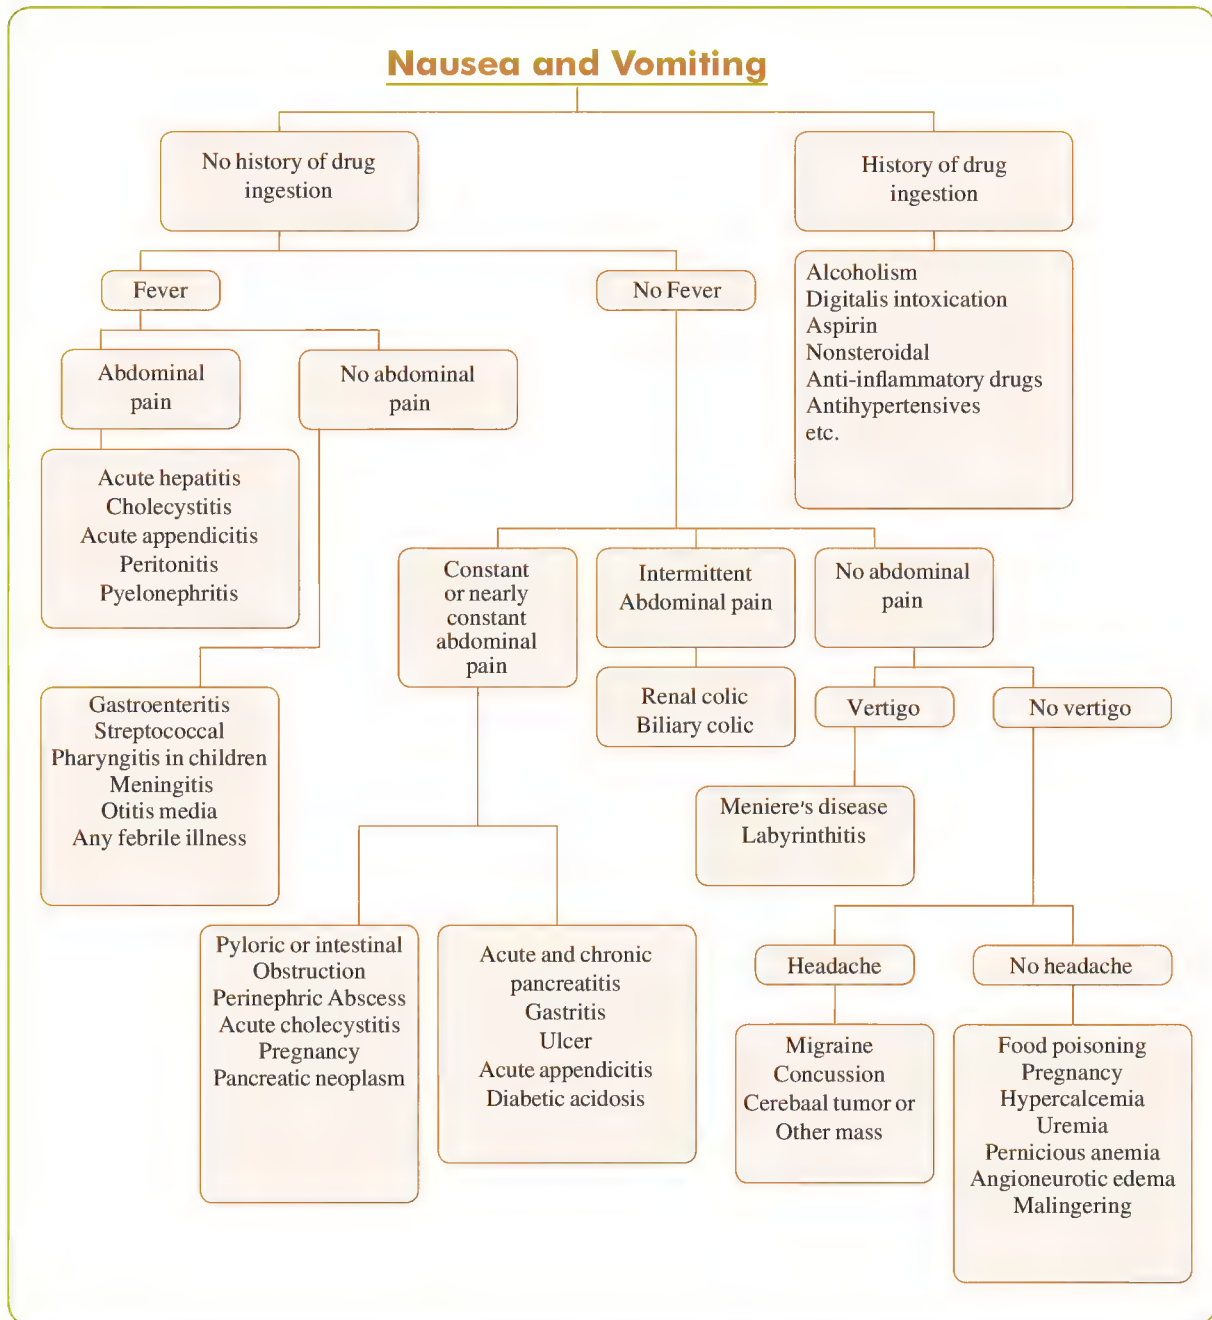 Nausea and Vomiting
No history of drug
ingestion
History of drug
ingestion
Fever
No Fever
Alcoholism
Digitalis intoxication
Aspirin
Nonsteroidal
Anti-inflammatory drugs
Antihypertensives
etc.
Abdominal
pain
No abdominal
pain
Acute hepatitis
Cholecystitis
Acute appendicitis
Peritonitis
Pyelonephritis
Constant
or nearly
constant
abdominal
pain
Intermittent
Abdominal pain
No abdominal
pain
Gastroenteritis
Streptococcal
Pharyngitis in children
Meningitis
Otitis media
Any febrile illness
Renal colic
Biliary colic
Vertigo
No vertigo
Meniere's disease
Labyrinthitis
Pyloric or intestinal
Obstruction
Perinephric Abscess
Acute cholecystitis
Pregnancy
Pancreatic neoplasm
Acute and chronic
pancreatitis
Gastritis
Ulcer
Acute appendicitis
Diabetic acidosis
Headache
No headache
Migraine
Concussion
Cerebaal tumor or
Other mass
Food poisoning
Pregnancy
Hypercalcemia
Uremia
Pernicious anemia
Angioneurotic edema
Malingering